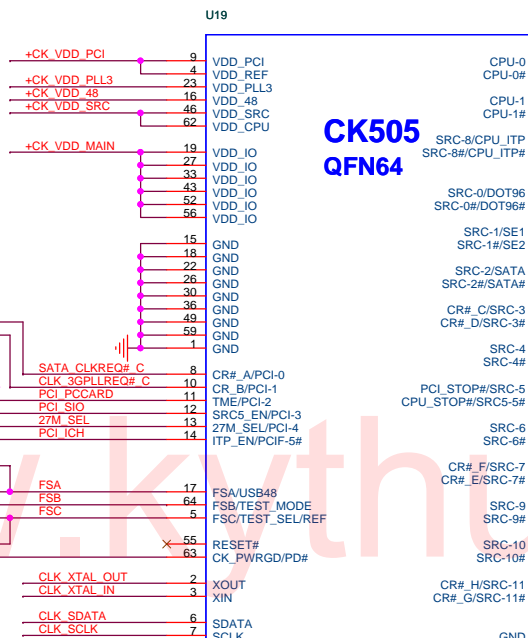 U19
+CK_VDD_PCI 9 VDD_PCI CPU-0
4 VDD_REF CPU-0#
+CK_VDD_PLL3 23 VDD_PLL3
+CK_VDD_48 16 VDD_48 CPU-1
+CK_VDD_SRC 46 VDD_SRC CPU-1#
62 VDD_CPU
CK505
SRC-8/CPU_ITP
+CK_VDD_MAIN 19 VDD_IO SRC-8#/CPU_ITP#
27 VDD_IO
QFN64
33 VDD_IO
43 VDD_IO SRC-0/DOT96
52 VDD_IO SRC-0#/DOT96#
56 VDD_IO
SRC-1/SE1
15 GND SRC-1#/SE2
18 GND
22 GND SRC-2/SATA
26 GND SRC-2#/SATA#
30 GND
36 GND CR#_C/SRC-3
49 GND CR#_D/SRC-3#
59 GND
1 GND SRC-4
SRC-4#
SATA_CLKREQ#_C 8 CR#_A/PCI-0
CLK_3GPLLREQ#_C 10 CR_B/PCI-1 PCI_STOP#/SRC-5
PCI_PCCARD 11 TME/PCI-2 CPU_STOP#/SRC5-5#
PCI_SIO 12 SRC5_EN/PCI-3
27M_SEL 13 27M_SEL/PCI-4 SRC-6
PCI_ICH 14 ITP_EN/PCIF-5# SRC-6#
CR#_F/SRC-7
CR#_E/SRC-7#
FSA 17 FSA/USB48
FSB 64 FSB/TEST_MODE SRC-9
FSC 5 FSC/TEST_SEL/REF SRC-9#
55 RESET# SRC-10
63 CK_PWRGD/PD# SRC-10#
w.kythu
CLK_XTAL_OUT 2 XOUT CR#_H/SRC-11
CLK_XTAL_IN 3 XIN CR#_G/SRC-11#
CLK_SDATA 6 SDATA
CLK_SCLK 7 SCLK GND